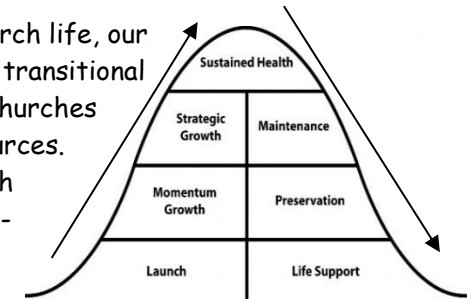 rch life, our
transitional
hurches
rces.
h
-
Sustained Health
Strategic
Growth
Maintenance
Momentum
Growth
Preservation
Launch
Life Support